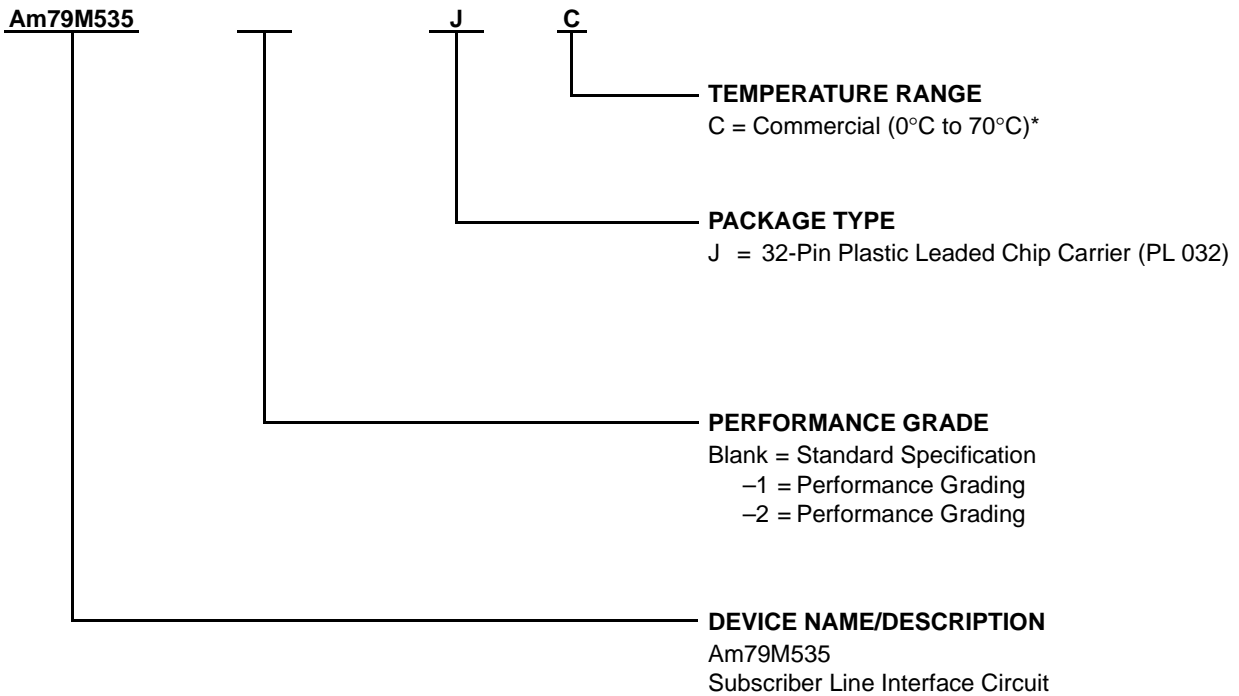 Am79M535 J C
TEMPERATURE RANGE
C = Commercial (0°C to 70°C)*
PACKAGE TYPE
J = 32-Pin Plastic Leaded Chip Carrier (PL 032)
PERFORMANCE GRADE
Blank = Standard Specification
–1 = Performance Grading
–2 = Performance Grading
DEVICE NAME/DESCRIPTION
Am79M535
Subscriber Line Interface Circuit